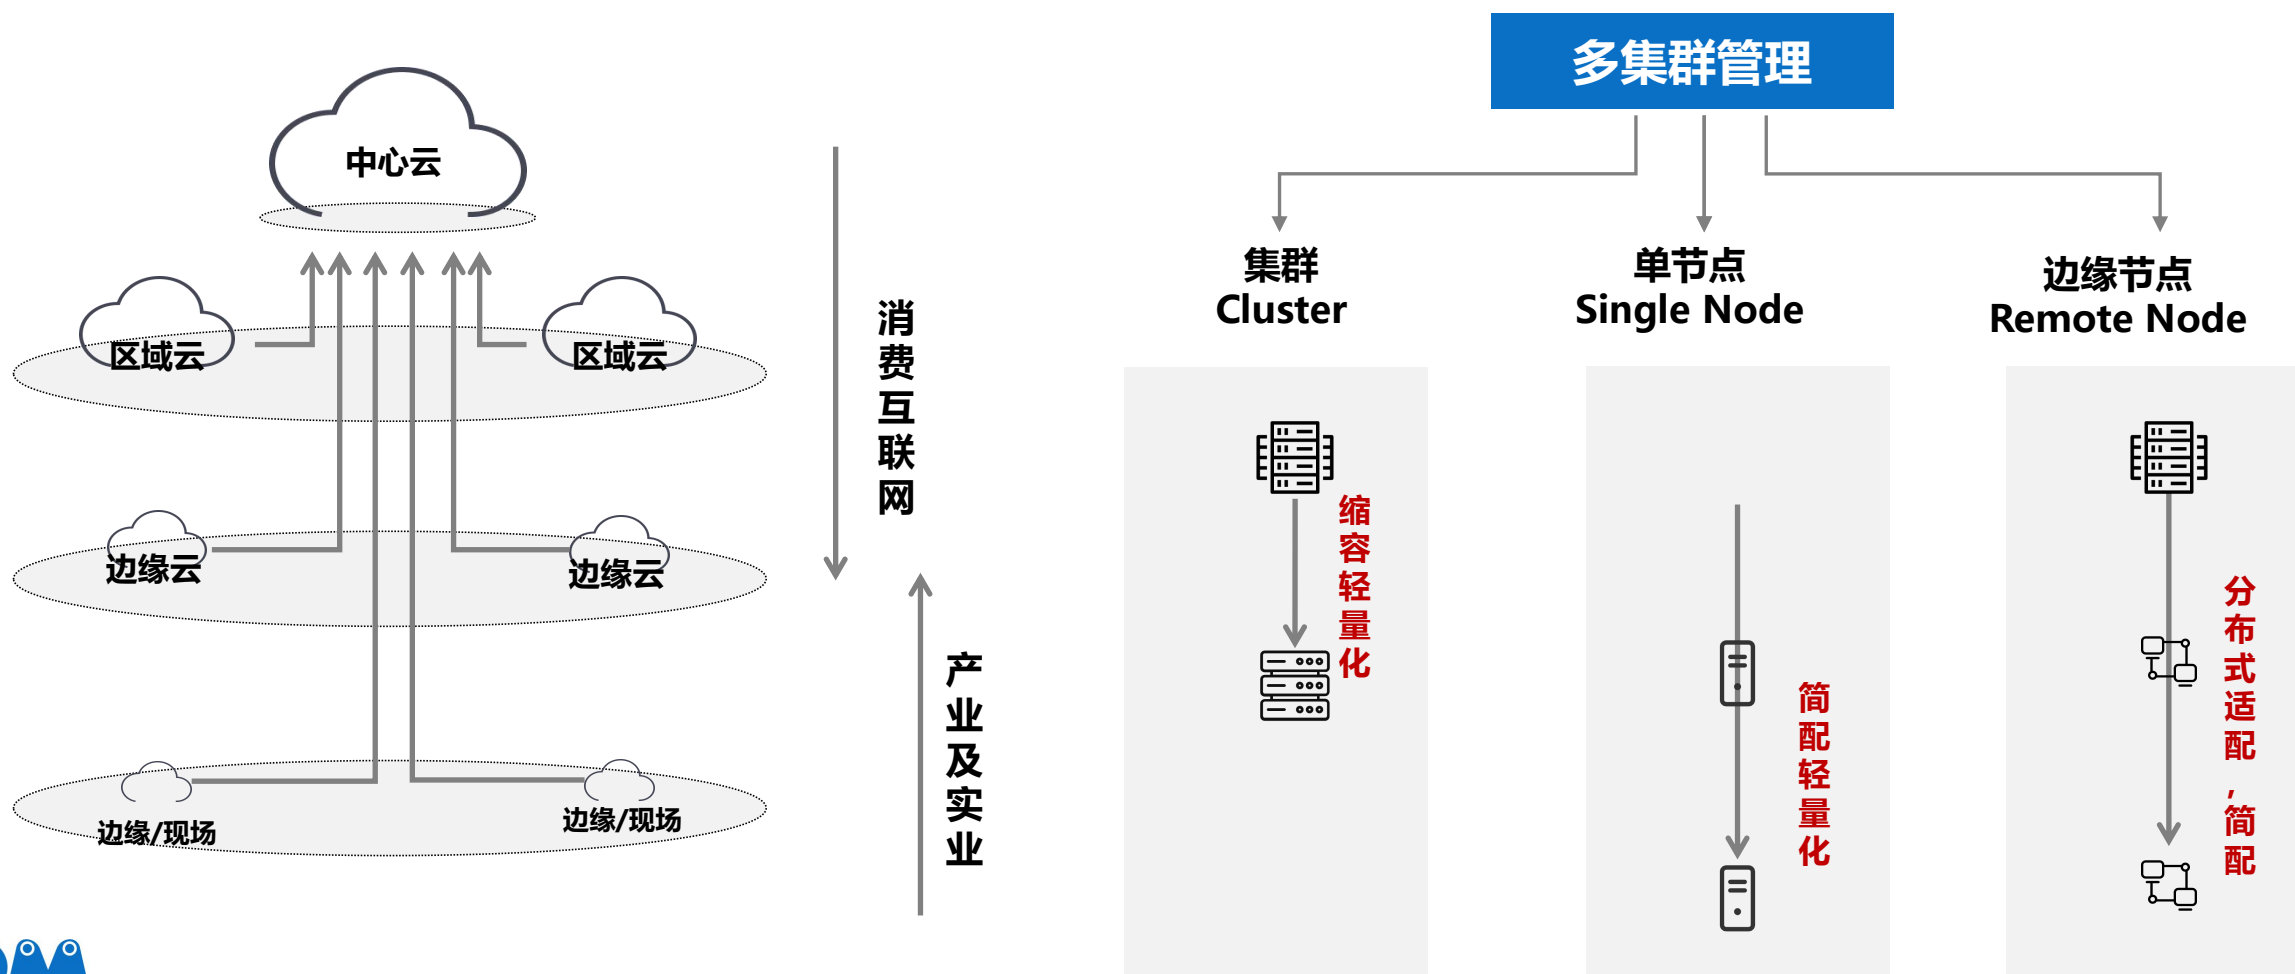 中心云
区域云
区域云
边缘云
边缘云
边缘/现场
边缘/现场
消费互联网
产业及实业
多集群管理
集群
Cluster
单节点
Single Node
边缘节点
Remote Node
缩容轻量化
简配轻量化
分布式适配，简配